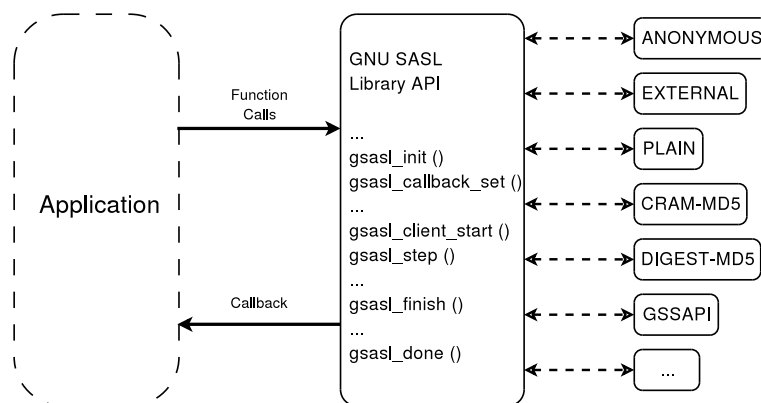 Application
Function
Calls
Callback
GNU SASL
Library API
...
gsasl_init ()
gsasl_callback_set ()
...
gsasl_client_start ()
gsasl_step ()
...
gsasl_finish ()
...
gsasl_done ()
ANONYMOUS
EXTERNAL
PLAIN
CRAM-MD5
DIGEST-MD5
GSSAPI
...